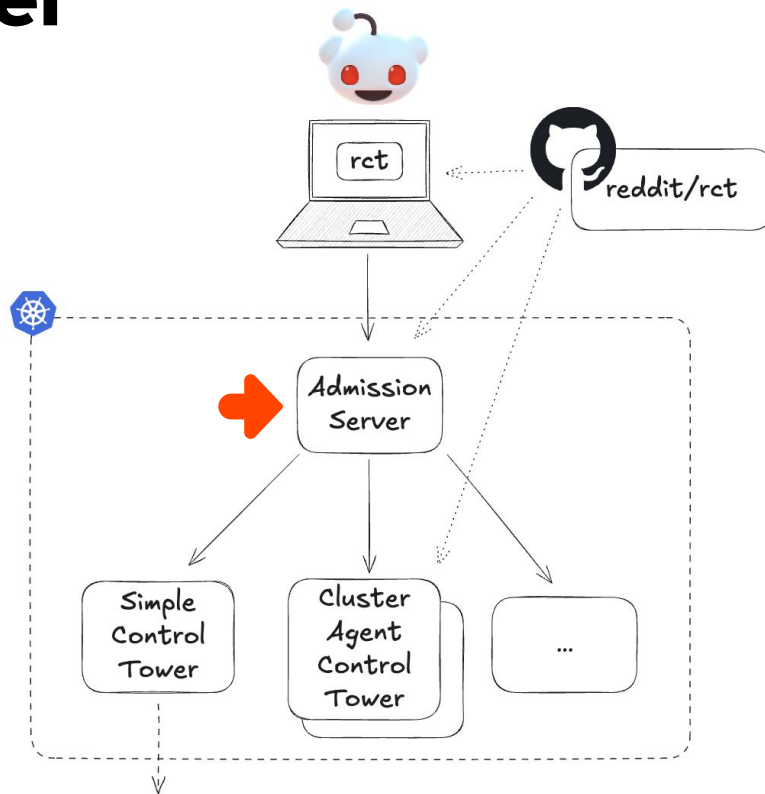 rct
reddit/rct
Admission
Server
Simple
Control
Tower
Cluster
Agent
Control
Tower
...